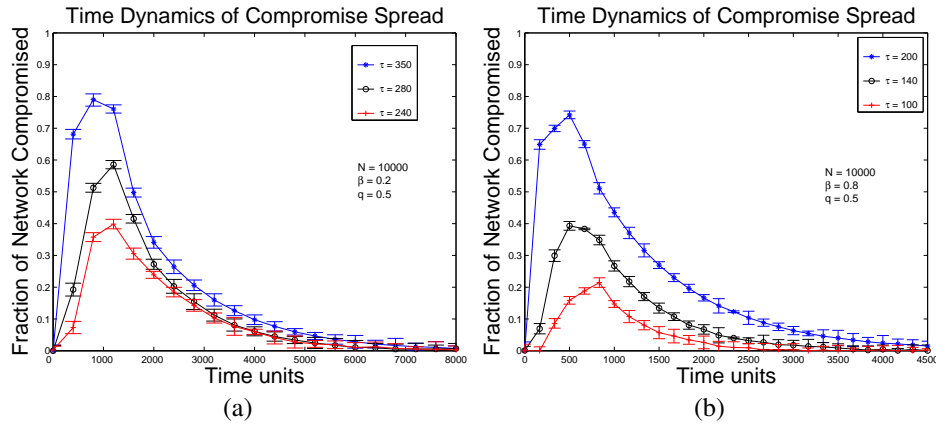 Time Dynamics of Compromise Spread
Fraction of Network Compromised
1
0.9
0.8
0.7
0.6
0.5
0.4
0.3
0.2
0.1
0
τ = 350
τ = 280
τ = 240
N = 10000
β = 0.2
q = 0.5
0 1000 2000 3000 4000 5000 6000 7000 8000
Time units
(a)
Time Dynamics of Compromise Spread
Fraction of Network Compromised
1
0.9
0.8
0.7
0.6
0.5
0.4
0.3
0.2
0.1
0
τ = 200
τ = 140
τ = 100
N = 10000
β = 0.8
q = 0.5
0 500 1000 1500 2000 2500 3000 3500 4000 4500
Time units
(b)